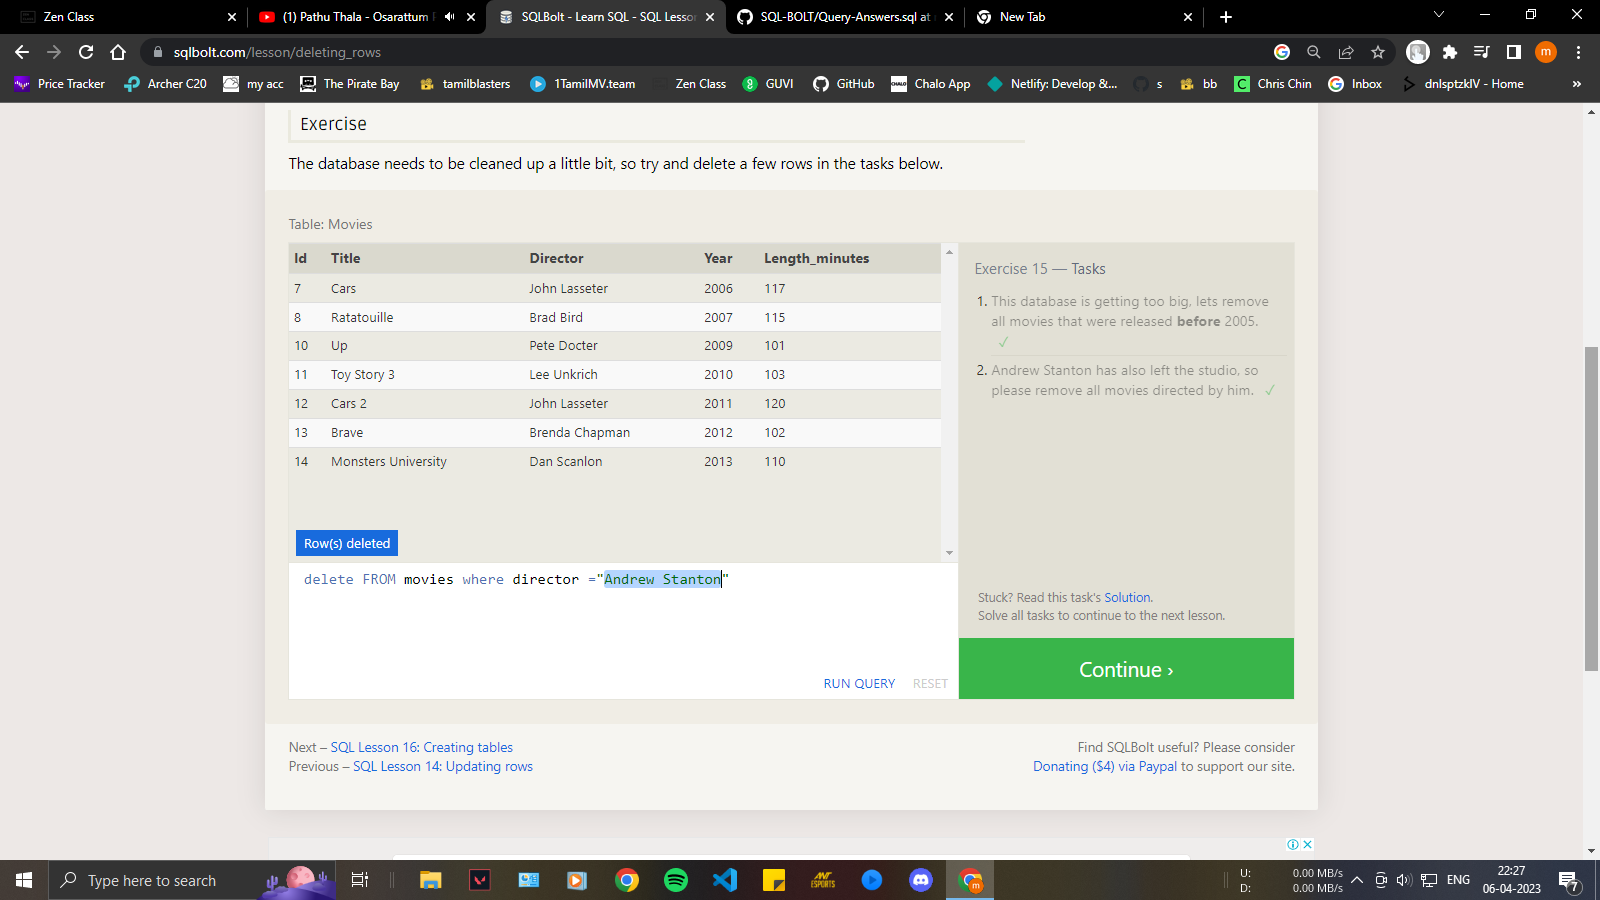 Zen Class
(1) Pathu Thala - Osarattum
SQLBolt - Learn SQL - SQL Lesson
SQL-BOLT/Query-Answers.sql at
New Tab
sqlbolt.com/lesson/deleting_rows
m
Price Tracker
Archer C20
my acc
The Pirate Bay
tamilblasters
1TamilMV.team
Zen Class
GUVI
GitHub
Chalo App
Netlify: Develop &...
s
bb
Chris Chin
Inbox
dnlsptzklV - Home
»
Exercise
The database needs to be cleaned up a little bit, so try and delete a few rows in the tasks below.
Table: Movies
Id Title Director Year Length_minutes
7 Cars John Lasseter 2006 117
8 Ratatouille Brad Bird 2007 115
10 Up Pete Docter 2009 101
11 Toy Story 3 Lee Unkrich 2010 103
12 Cars 2 John Lasseter 2011 120
13 Brave Brenda Chapman 2012 102
14 Monsters University Dan Scanlon 2013 110
Row(s) deleted
delete FROM movies where director ="Andrew Stanton"
RUN QUERY RESET
Exercise 15 — Tasks
1. This database is getting too big, lets remove
all movies that were released before 2005.
✓
2. Andrew Stanton has also left the studio, so
please remove all movies directed by him. ✓
Stuck? Read this task's Solution.
Solve all tasks to continue to the next lesson.
Continue ›
Next – SQL Lesson 16: Creating tables
Previous – SQL Lesson 14: Updating rows
Find SQLBolt useful? Please consider
Donating ($4) via Paypal to support our site.
Type here to search
ESPORTS
m
U: 0.00 MB/s
D: 0.00 MB/s
ENG
22:27
06-04-2023
7